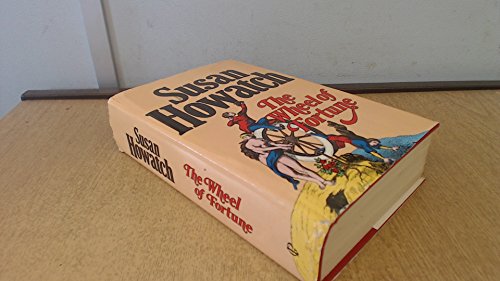 Susan
Howatch
The
Wheel of
Fortune
Susan
Howatch
The Wheel
of Fortune